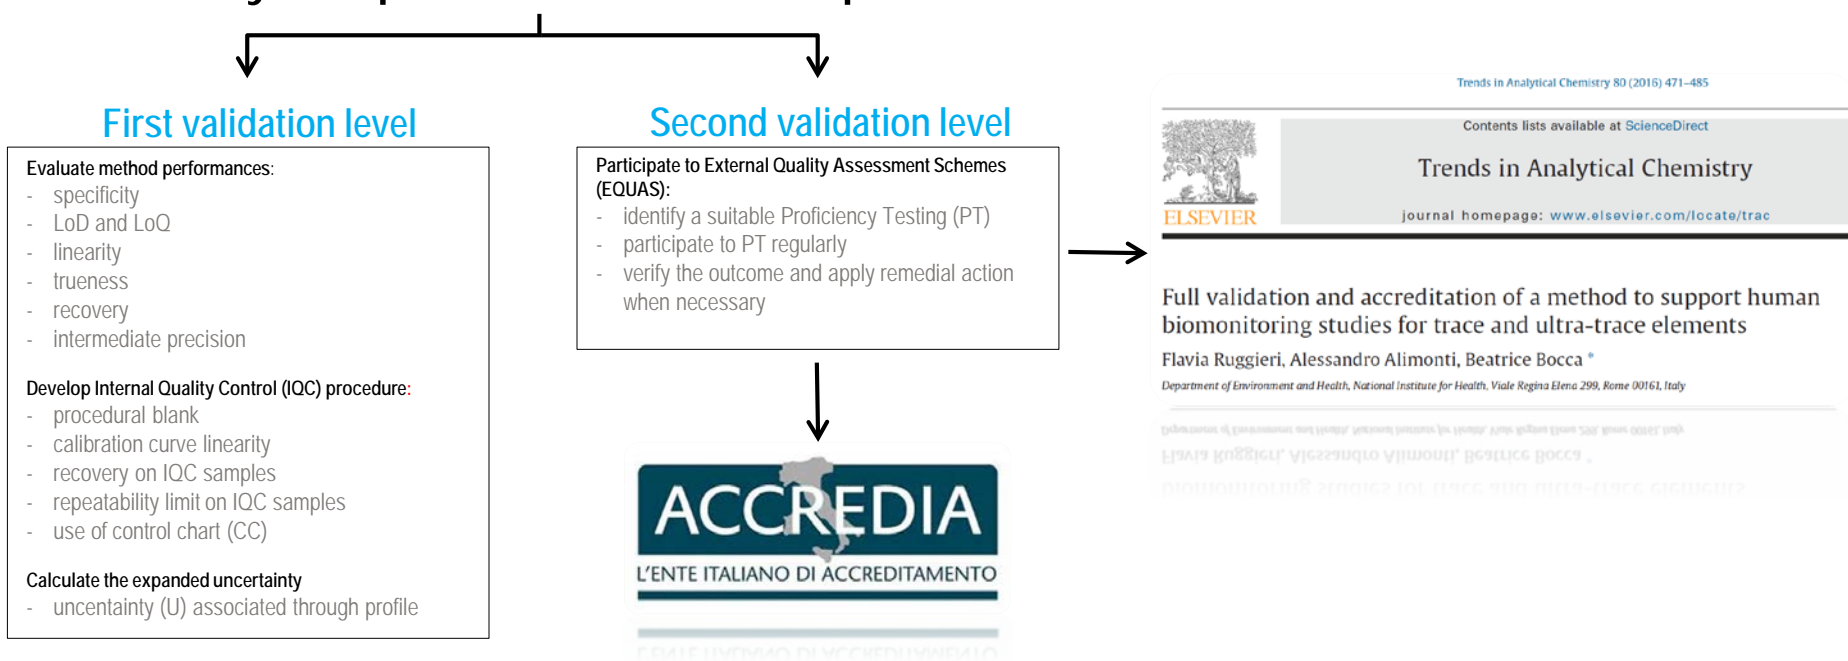 First validation level
Evaluate method performances:
- specificity
- LoD and LoQ
- linearity
- trueness
- recovery
- intermediate precision
Develop Internal Quality Control (IQC) procedure:
- procedural blank
- calibration curve linearity
- recovery on IQC samples
- repeatability limit on IQC samples
- use of control chart (CC)
Calculate the expanded uncertainty
- uncentainty (U) associated through profile
Second validation level
Participate to External Quality Assessment Schemes
(EQUAS):
- identify a suitable Proficiency Testing (PT)
- participate to PT regularly
- verify the outcome and apply remedial action
when necessary
ACCREDIA
L'ENTE ITALIANO DI ACCREDITAMENTO
Trends in Analytical Chemistry 80 (2016) 471–485
Contents lists available at ScienceDirect
Trends in Analytical Chemistry
journal homepage: www.elsevier.com/locate/trac
ELSEVIER
Full validation and accreditation of a method to support human
biomonitoring studies for trace and ultra-trace elements
Flavia Ruggieri, Alessandro Alimonti, Beatrice Bocca *
Department of Environment and Health, National Institute for Health, Viale Regina Elena 299, Rome 00161, Italy